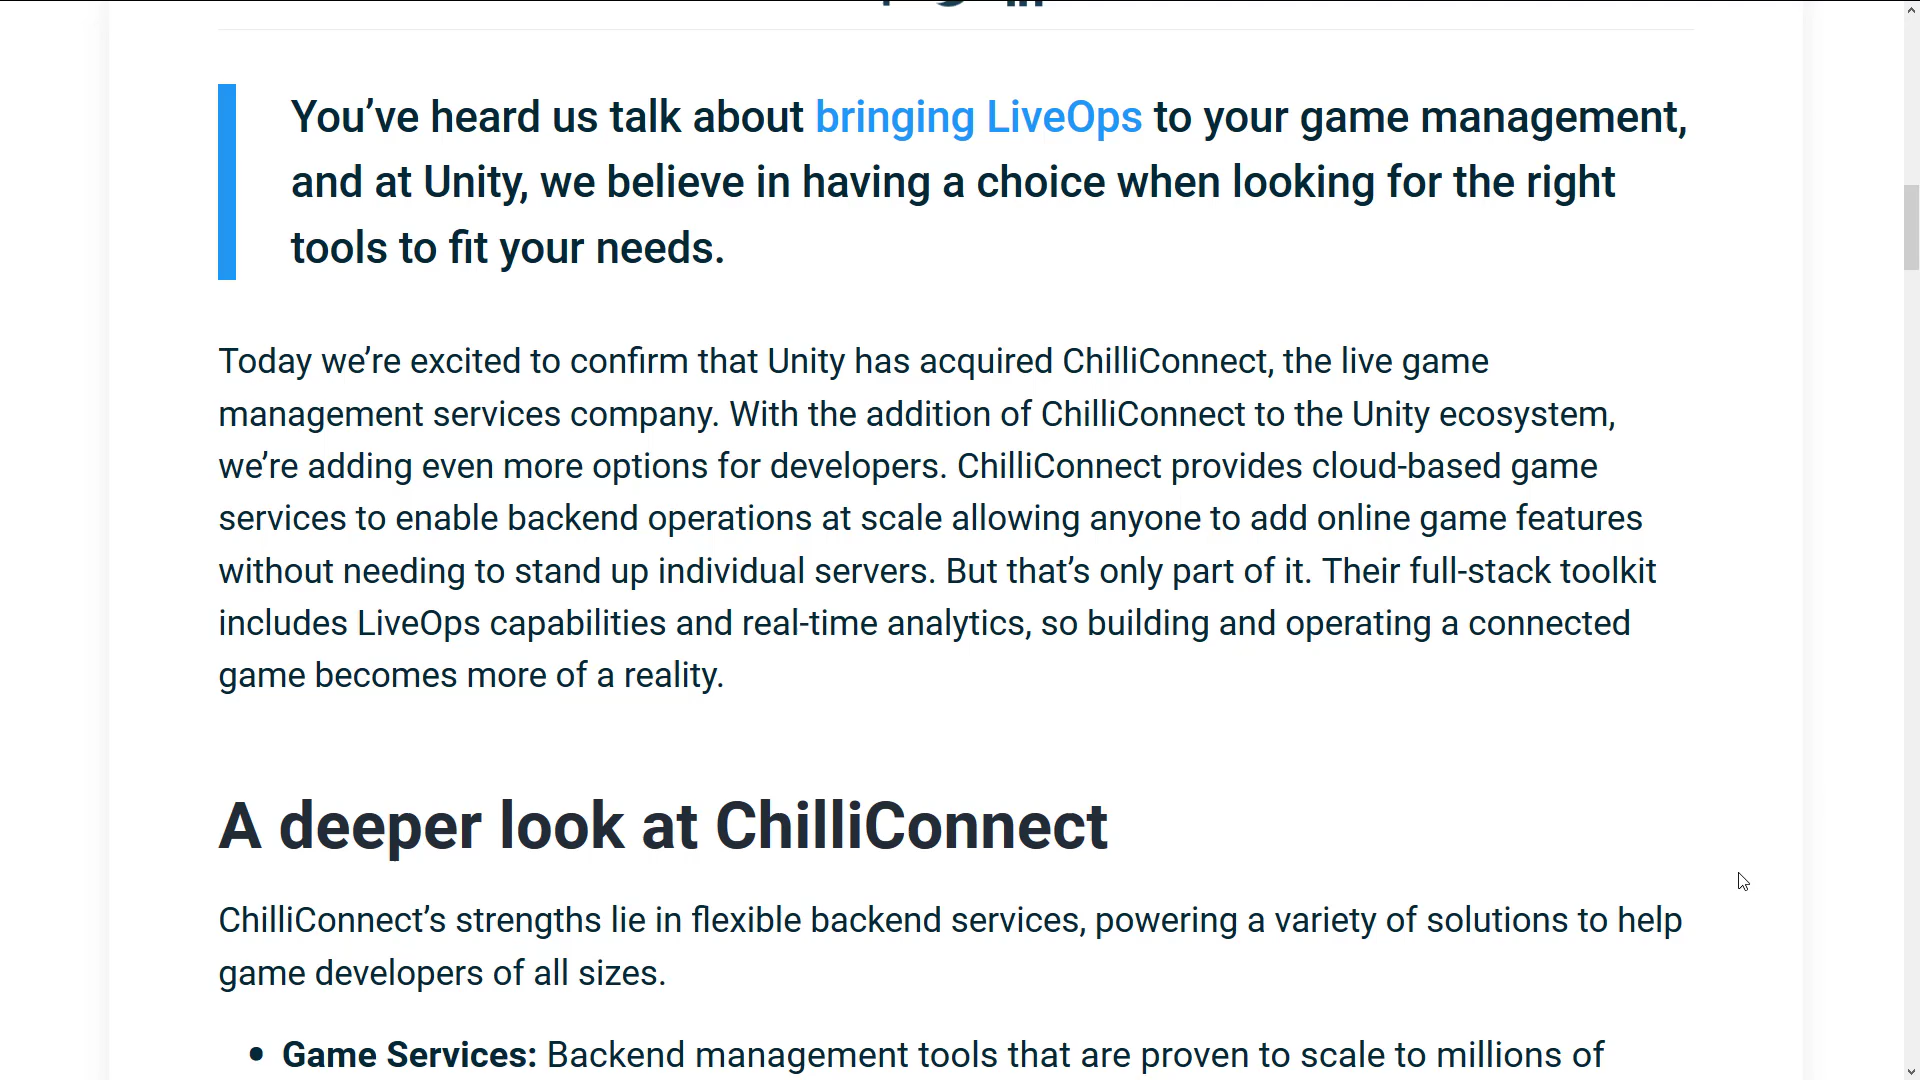 You’ve heard us talk about bringing LiveOps to your game management,
and at Unity, we believe in having a choice when looking for the right
tools to fit your needs.
Today we’re excited to confirm that Unity has acquired ChilliConnect, the live game
management services company. With the addition of ChilliConnect to the Unity ecosystem,
we’re adding even more options for developers. ChilliConnect provides cloud-based game
services to enable backend operations at scale allowing anyone to add online game features
without needing to stand up individual servers. But that’s only part of it. Their full-stack toolkit
includes LiveOps capabilities and real-time analytics, so building and operating a connected
game becomes more of a reality.
A deeper look at ChilliConnect
ChilliConnect’s strengths lie in flexible backend services, powering a variety of solutions to help
game developers of all sizes.
• Game Services: Backend management tools that are proven to scale to millions of